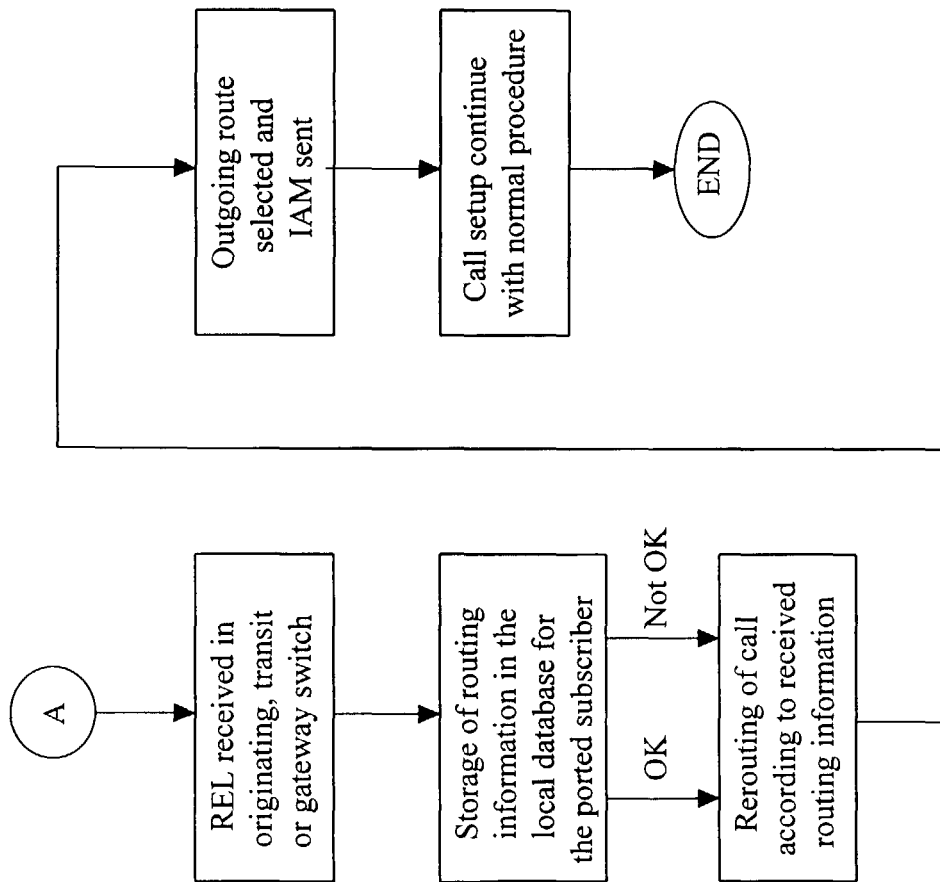 A
REL received in
originating, transit
or gateway switch
Storage of routing
information in the
local database for
the ported subscriber
OK
Not OK
Rerouting of call
according to received
routing information
Outgoing route
selected and
IAM sent
Call setup continue
with normal procedure
END